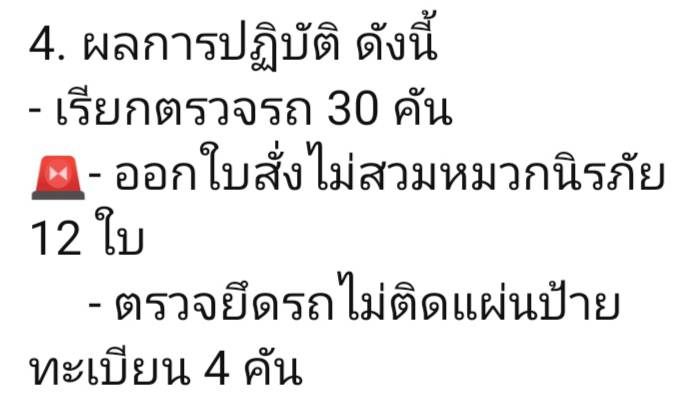 4. ผลการปฏิบัติ ดังนี้
- เรียกตรวจรถ 30 คัน
🚨- ออกใบสั่งไม่สวมหมวกนิรภัย
12 ใบ
- ตรวจยึดรถไม่ติดแผ่นป้าย
ทะเบียน 4 คัน